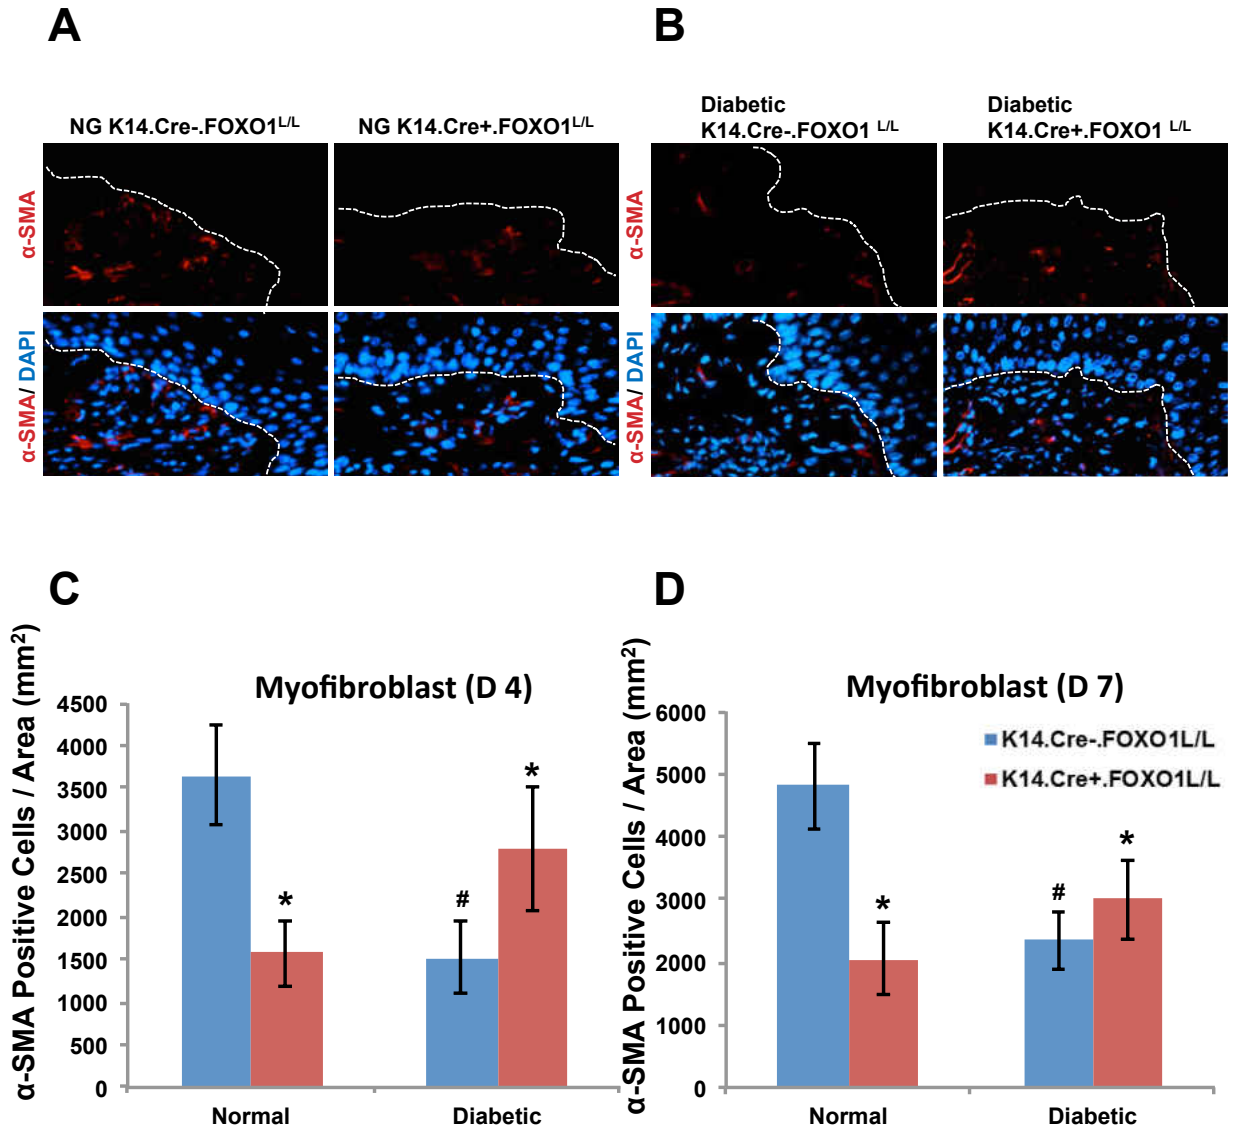 A
B
NG K14.Cre-.FOXO1L/L
NG K14.Cre+.FOXO1L/L
Diabetic
K14.Cre-.FOXO1 L/L
Diabetic
K14.Cre+.FOXO1 L/L
α-SMA
α-SMA
α-SMA/ DAPI
α-SMA/ DAPI
C
D
Myofibroblast (D 4)
α-SMA Positive Cells / Area (mm²)
4500
4000
3500
3000
2500
2000
1500
1000
500
0
*
#
*
Normal
Diabetic
Myofibroblast (D 7)
α-SMA Positive Cells / Area (mm²)
6000
5000
4000
3000
2000
1000
0
K14.Cre-.FOXO1L/L
K14.Cre+.FOXO1L/L
*
#
*
Normal
Diabetic